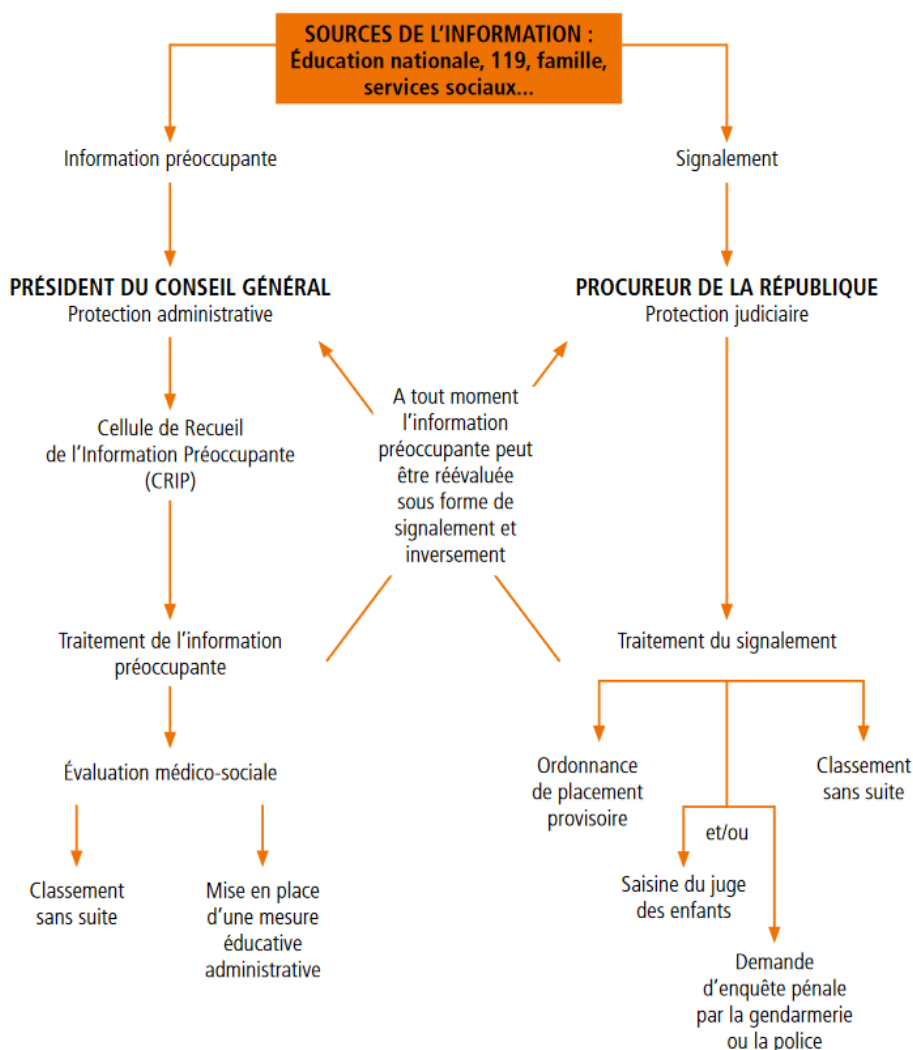 SOURCES DE L’INFORMATION :
Éducation nationale, 119, famille,
services sociaux...
Information préoccupante
Signalement
PRÉSIDENT DU CONSEIL GÉNÉRAL
Protection administrative
PROCUREUR DE LA RÉPUBLIQUE
Protection judiciaire
Cellule de Recueil
de l’Information Préoccupante
(CRIP)
A tout moment
l’information
préoccupante peut
être réévaluée
sous forme de
signalement et
inversement
Traitement de l’information
préoccupante
Traitement du signalement
Évaluation médico-sociale
Classement
sans suite
Mise en place
d’une mesure
éducative
administrative
Ordonnance
de placement
provisoire
Classement
sans suite
et/ou
Saisine du juge
des enfants
Demande
d’enquête pénale
par la gendarmerie
ou la police